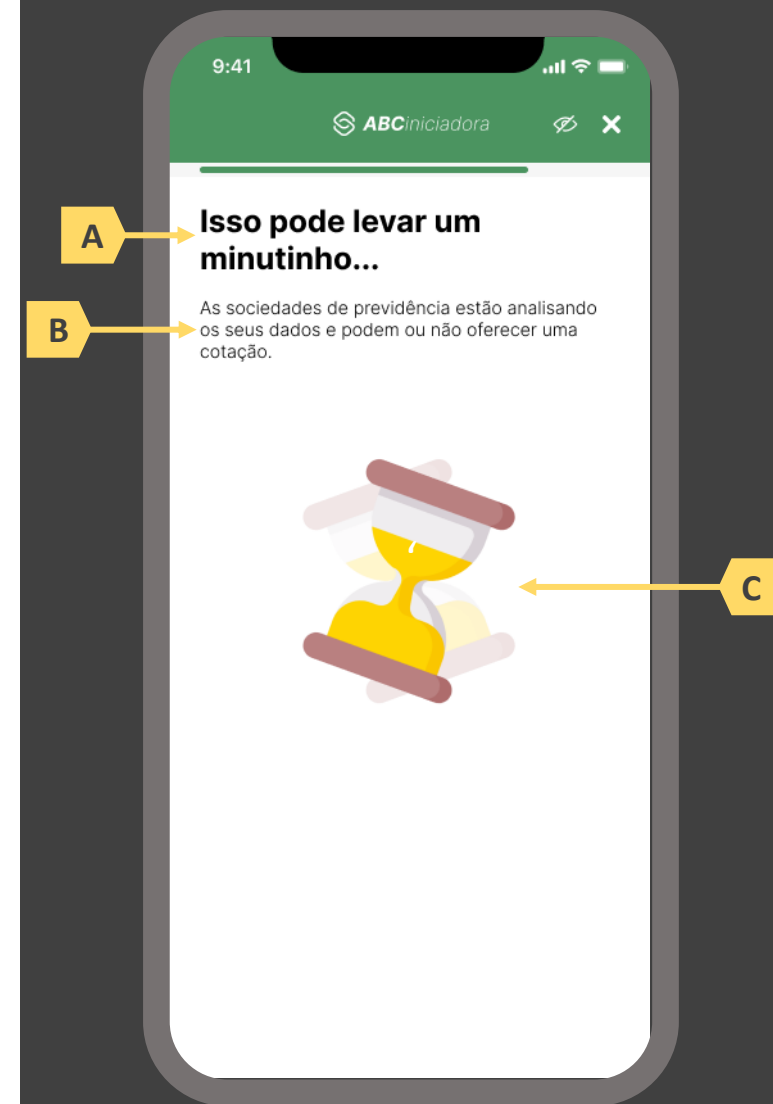 9:41
ABCiniciadora
A
Isso pode levar um
minutinho...
B
As sociedades de previdência estão analisando
os seus dados e podem ou não oferecer uma
cotação.
C